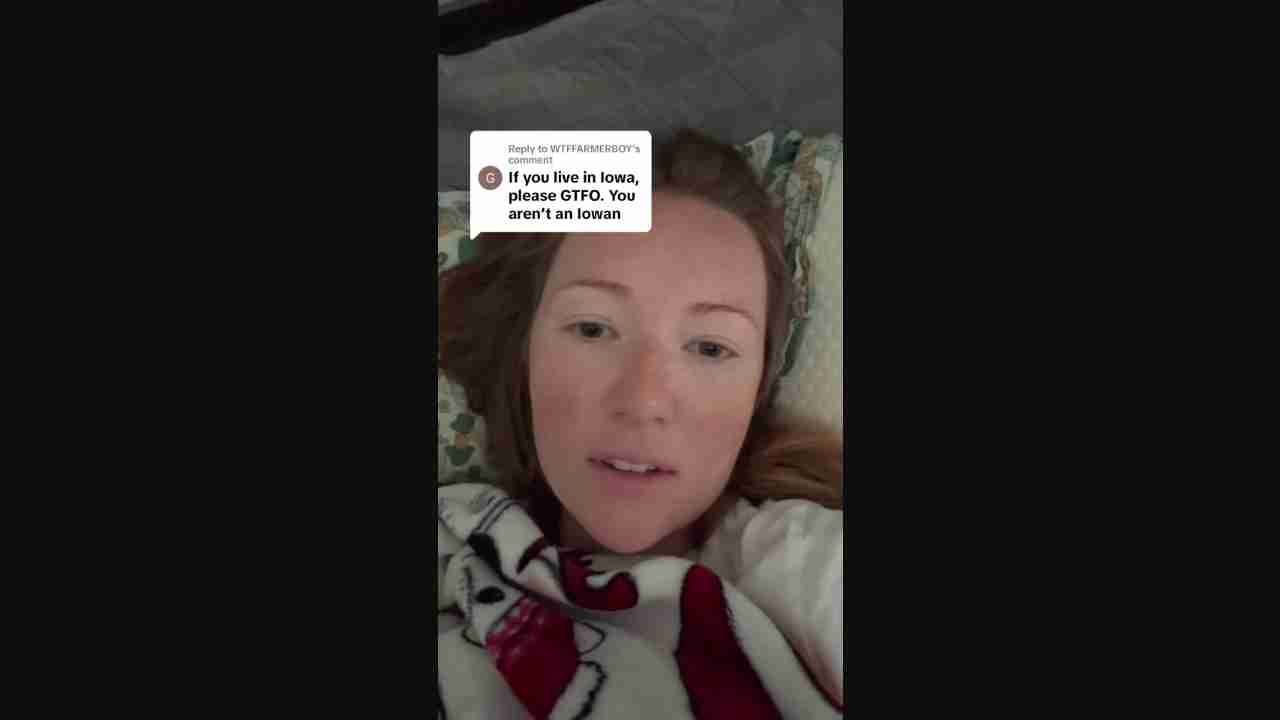 Reply to WTFFARMERBOY's
comment
G
If you live in Iowa,
please GTFO. You
aren't an Iowan